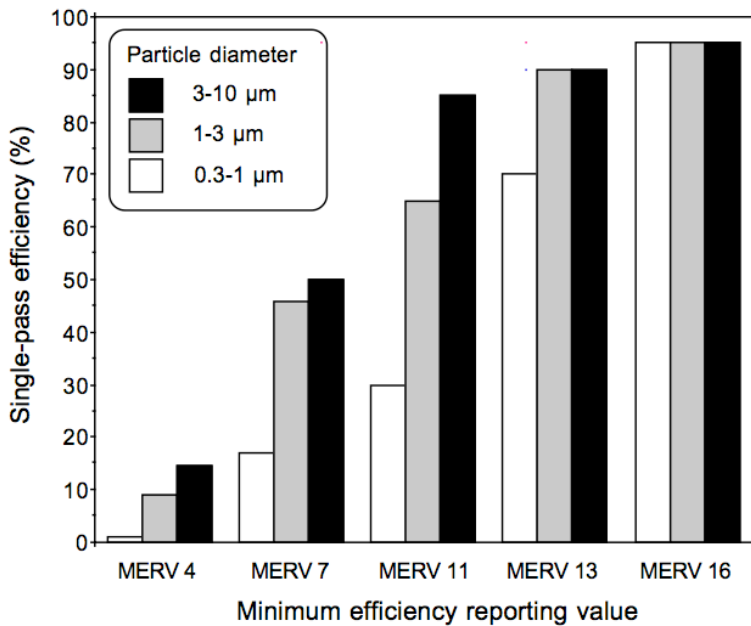 100
90
80
70
60
50
40
30
20
10
0
Single-pass efficiency (%)
Particle diameter
3-10 µm
1-3 µm
0.3-1 µm
MERV 4 MERV 7 MERV 11 MERV 13 MERV 16
Minimum efficiency reporting value